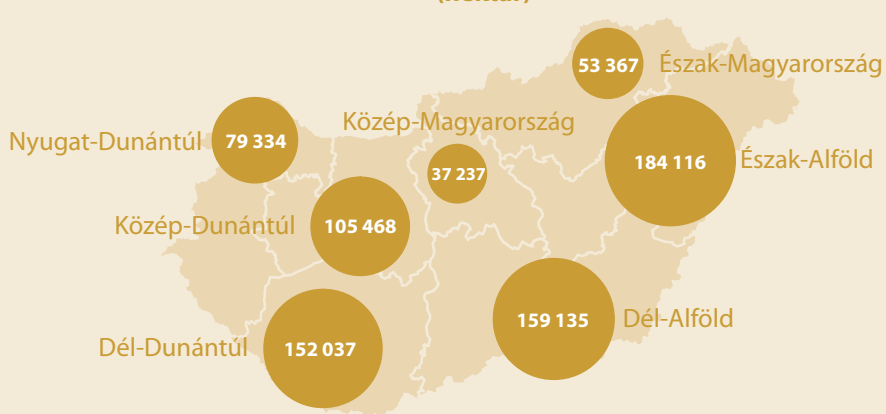 (hektár)
53 367 Észak-Magyarország
Közép-Magyarország
Nyugat-Dunántúl 79 334
184 116 Észak-Alföld
37 237
Közép-Dunántúl 105 468
159 135 Dél-Alföld
Dél-Dunántúl 152 037